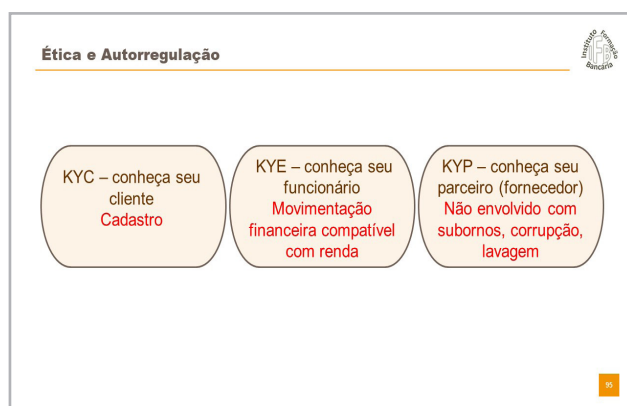 Ética e Autorregulação
Instituto Formação
IFB
Bancária
KYC – conheça seu
cliente
Cadastro
KYE – conheça seu
funcionário
Movimentação
financeira compatível
com renda
KYP – conheça seu
parceiro (fornecedor)
Não envolvido com
subornos, corrupção,
lavagem
95